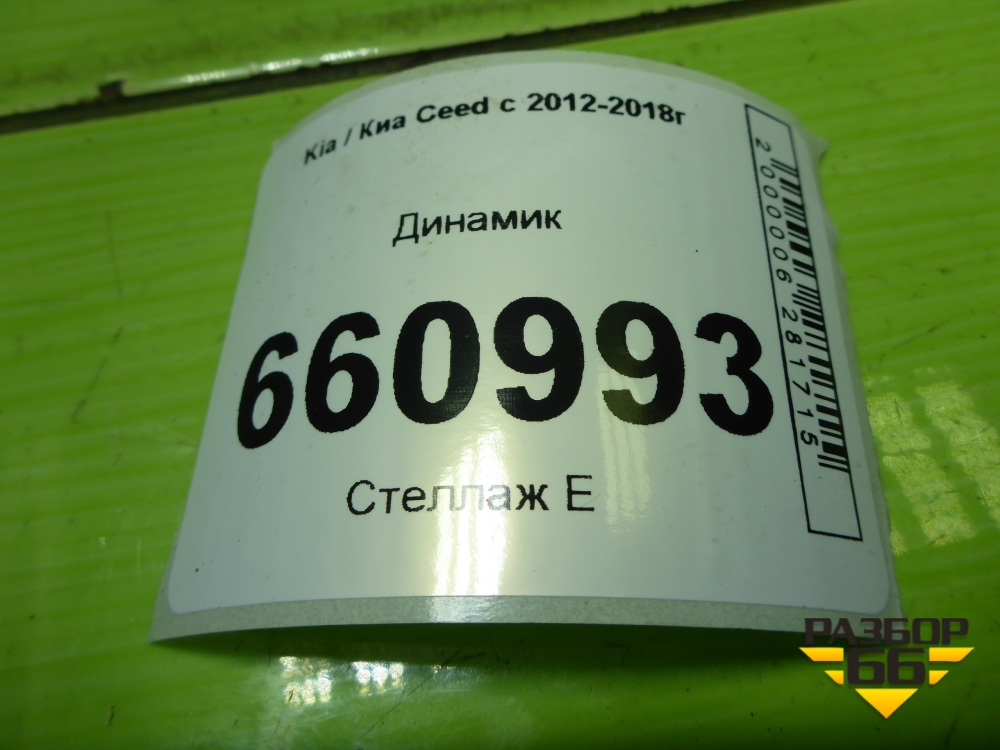 Kia / Киа Ceed с 2012-2018г
Динамик
660993
Стеллаж Е
2000006281715
РАЗБОР
66